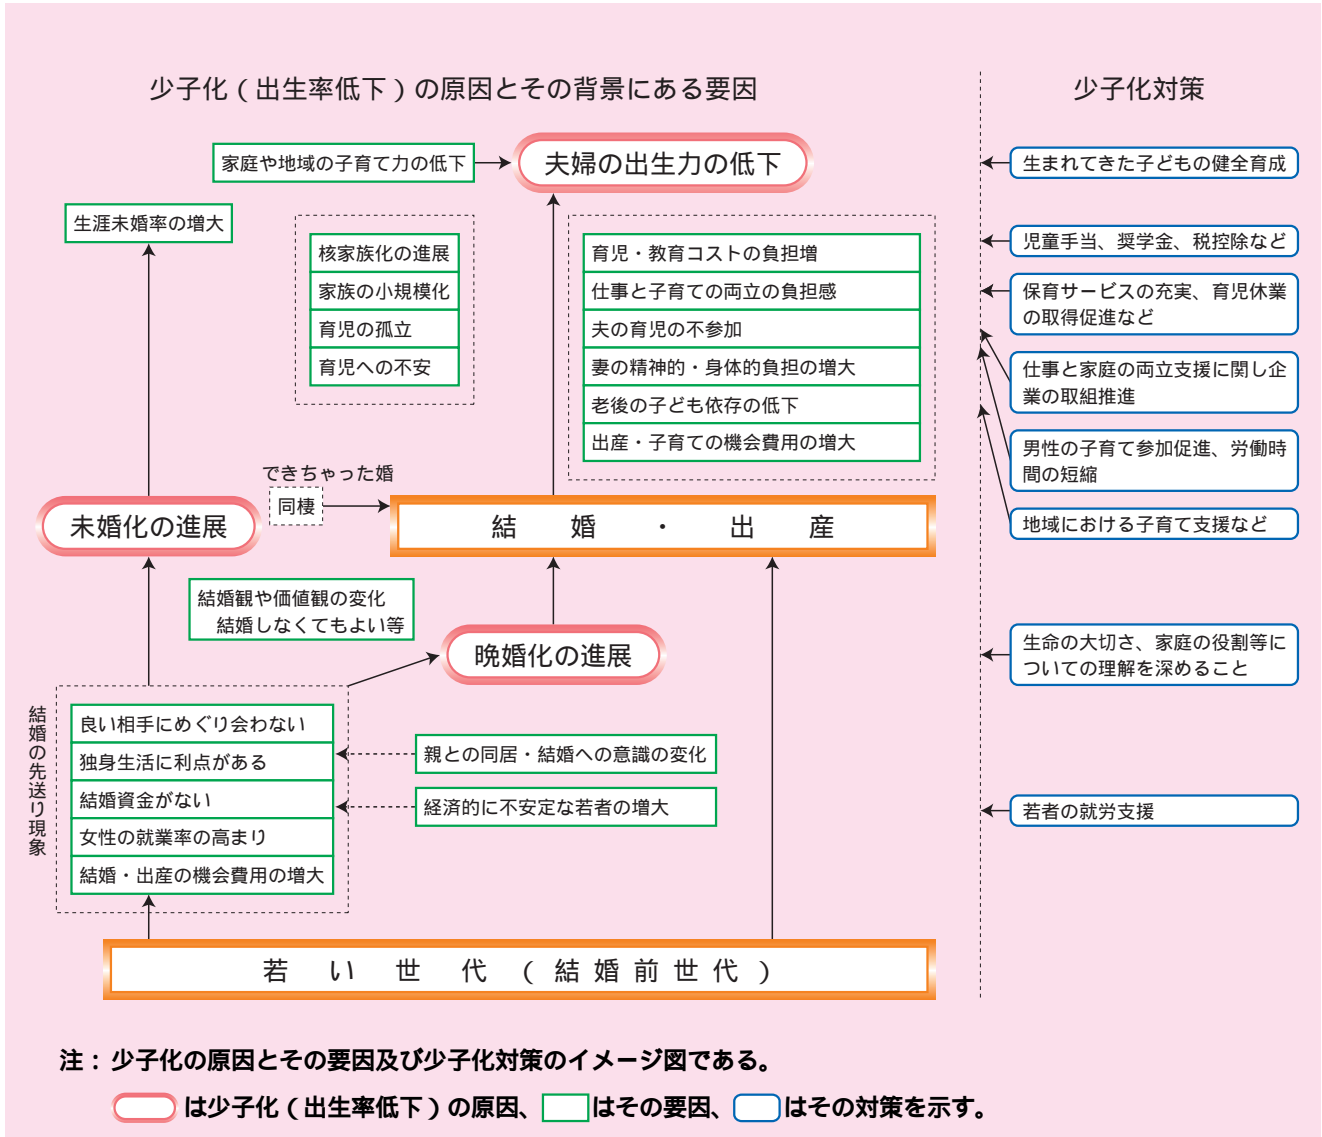 少子化（出生率低下）の原因とその背景にある要因
少子化対策
家庭や地域の子育て力の低下
夫婦の出生力の低下
生涯未婚率の増大
核家族化の進展
家族の小規模化
育児の孤立
育児への不安
育児・教育コストの負担増
仕事と子育ての両立の負担感
夫の育児の不参加
妻の精神的・身体的負担の増大
老後の子ども依存の低下
出産・子育ての機会費用の増大
できちゃった婚
同棲
未婚化の進展
結婚・出産
結婚観や価値観の変化
結婚しなくてもよい等
晩婚化の進展
結婚の先送り現象
良い相手にめぐり会わない
独身生活に利点がある
結婚資金がない
女性の就業率の高まり
結婚・出産の機会費用の増大
親との同居・結婚への意識の変化
経済的に不安定な若者の増大
若い世代（結婚前世代）
生まれてきた子どもの健全育成
児童手当、奨学金、税控除など
保育サービスの充実、育児休業
の取得促進など
仕事と家庭の両立支援に関し企
業の取組推進
男性の子育て参加促進、労働時
間の短縮
地域における子育て支援など
生命の大切さ、家庭の役割等に
ついての理解を深めること
若者の就労支援
注：少子化の原因とその要因及び少子化対策のイメージ図である。
は少子化（出生率低下）の原因、はその要因、はその対策を示す。